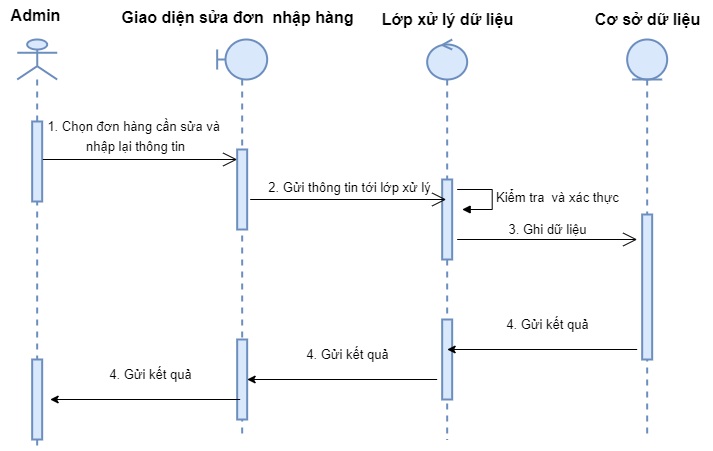 Admin
Giao diện sửa đơn nhập hàng
Lớp xử lý dữ liệu
Cơ sở dữ liệu
1. Chọn đơn hàng cần sửa và
nhập lại thông tin
2. Gửi thông tin tới lớp xử lý
Kiểm tra và xác thực
3. Ghi dữ liệu
4. Gửi kết quả
4. Gửi kết quả
4. Gửi kết quả